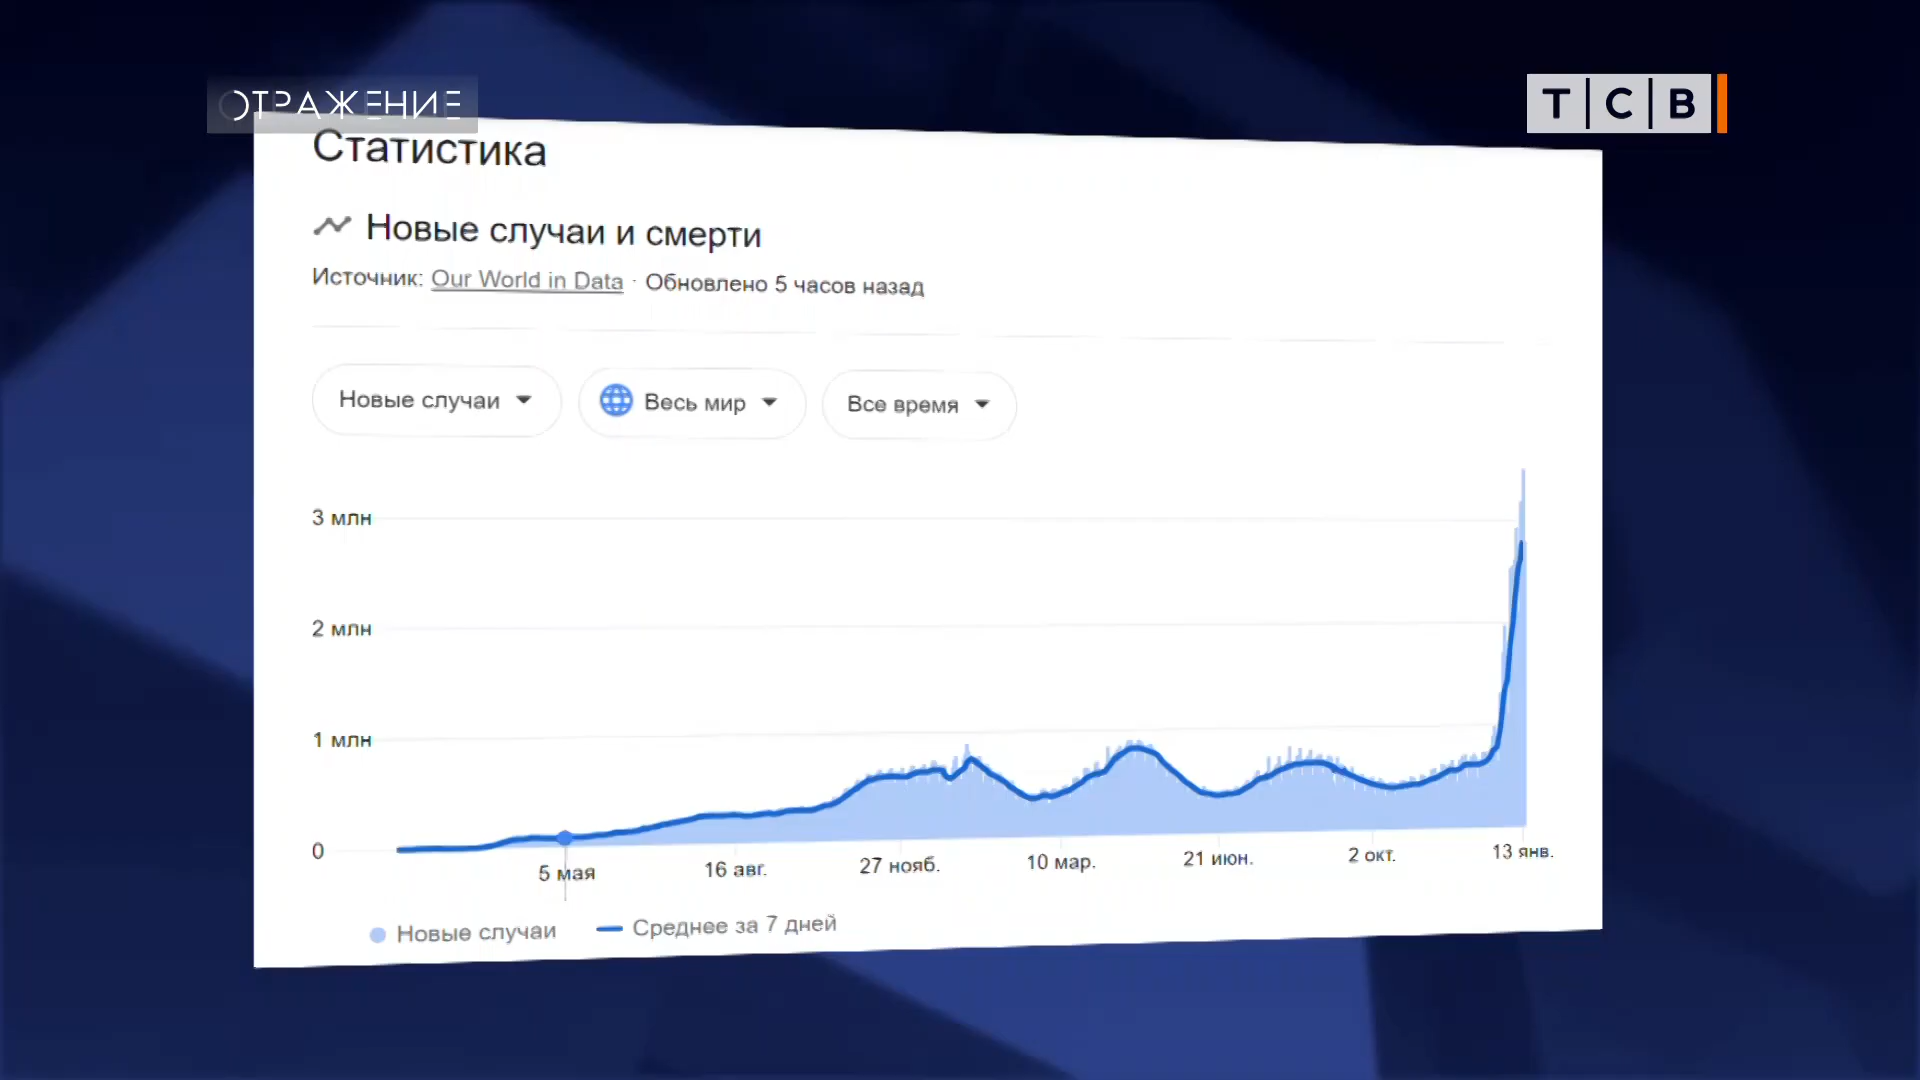 ОТРАЖЕНИЕ
Т С В
Статистика
Новые случаи и смерти
Источник: Our World in Data · Обновлено 5 часов назад
Новые случаи Весь мир Все время
3 млн
2 млн
1 млн
0
5 мая 16 авг. 27 нояб. 10 мар. 21 июн. 2 окт. 13 янв.
Новые случаи Среднее за 7 дней